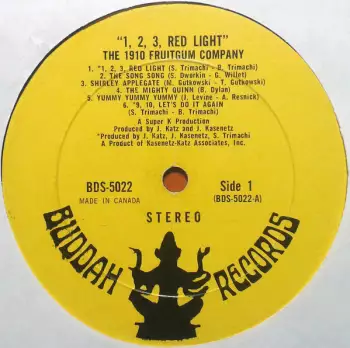 "1, 2, 3, RED LIGHT"
THE 1910 FRUITGUM COMPANY
1. "1, 2, 3, RED LIGHT (S. Trimachi - B. Trimachi)
2. THE SONG SONG (S. Dworkin - G. Willet)
3. SHIRLEY APPLEGATE (M. Gutkowski - T. Gutkowski)
4. THE MIGHTY QUINN (B. Dylan)
5. YUMMY YUMMY YUMMY (J. Levine - A. Resnick)
6. "9, 10, LET'S DO IT AGAIN
(S. Trimachi - B. Trimachi)
A Super K Production
Produced by J. Katz and J. Kasenetz
"Produced by J. Katz, J. Kasenetz, S. Trimachi
A Product of Kasenetz-Katz Associates, Inc.
BDS-5022
Side 1
MADE IN CANADA
(BDS-5022-A)
STEREO
BUDDAH RECORDS